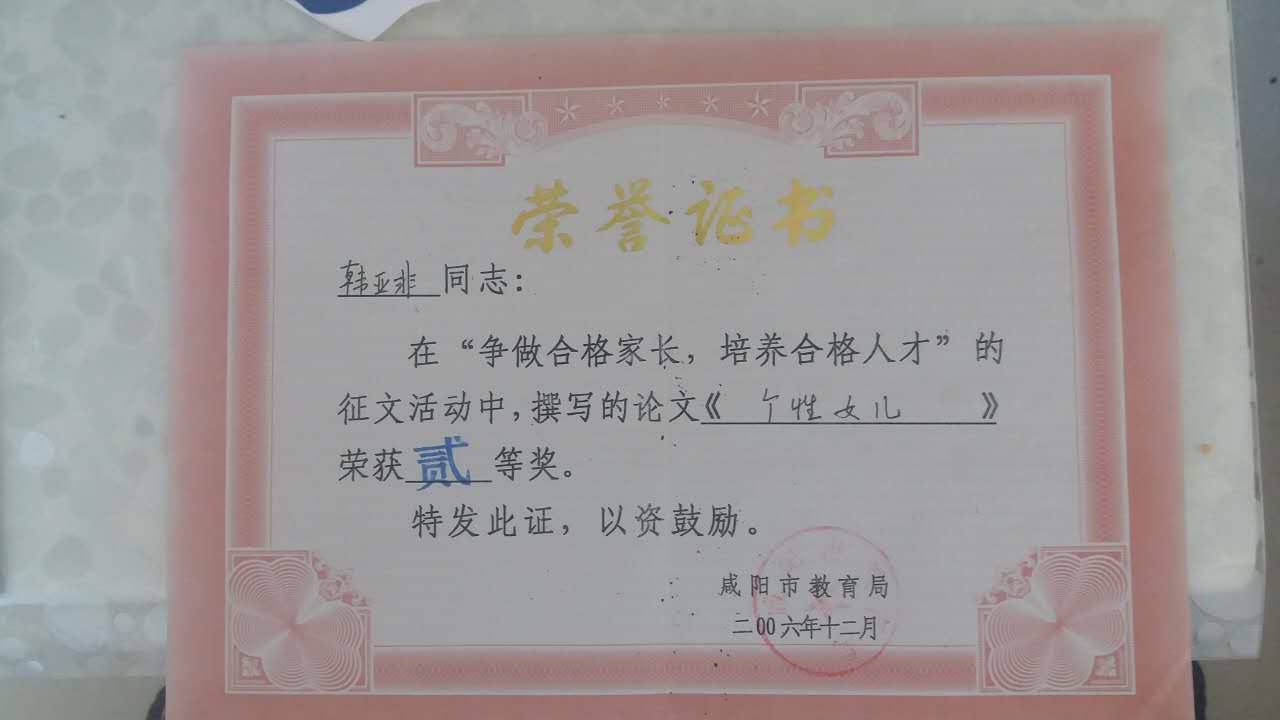 荣誉证书
韩亚非 同志：
在“争做合格家长，培养合格人才”的
征文活动中，撰写的论文《 个性女儿 》
荣获 贰 等奖。
特发此证，以资鼓励。
咸阳市教育局
二00六年十二月